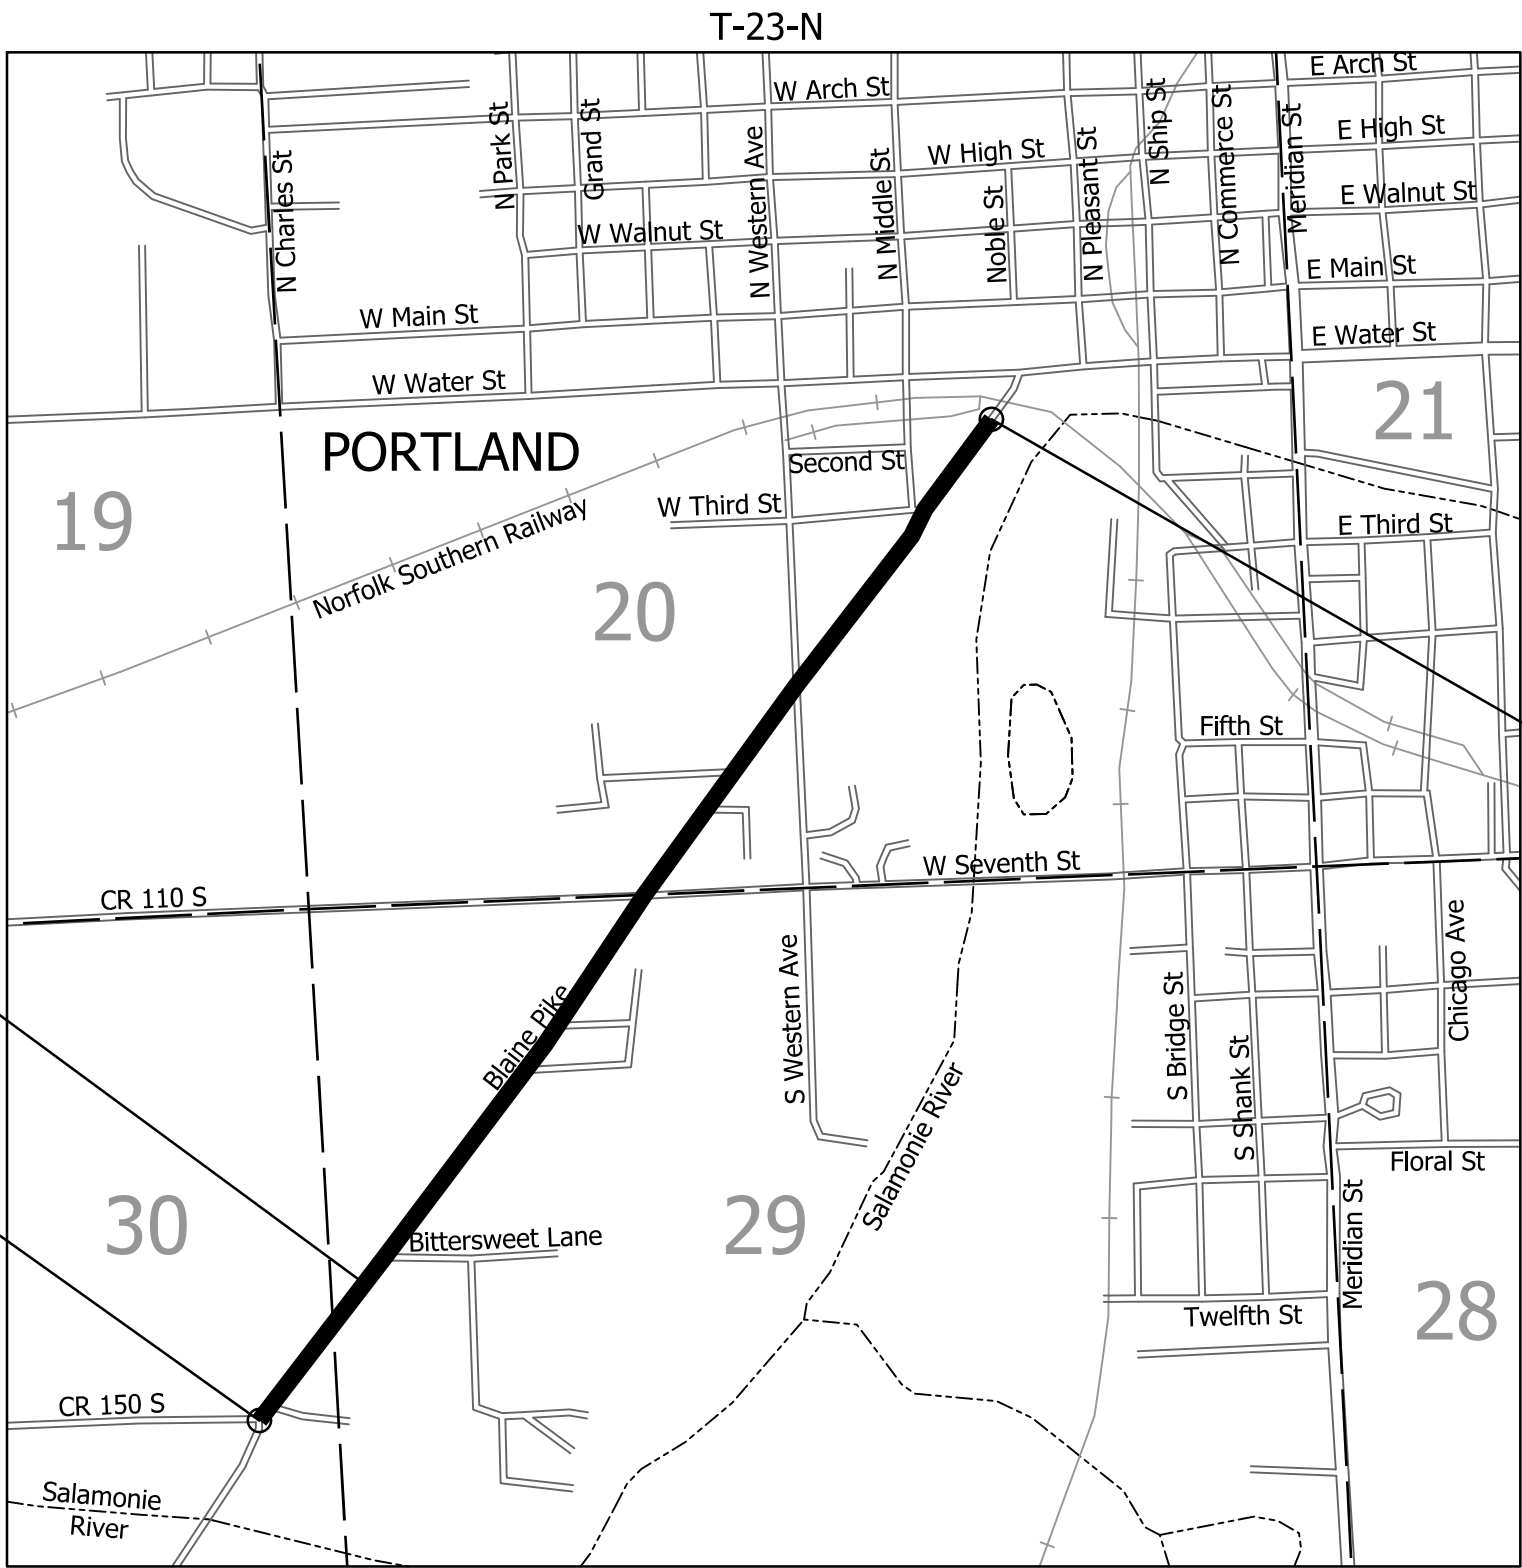 T-23-N
E Arch St
W Arch St
N Ship St
N Commerce St
N Park St
Grand St
Meridian St
E High St
W High St
N Western Ave
N Pleasant St
N Charles St
N Middle St
Noble St
E Walnut St
W Walnut St
E Main St
W Main St
E Water St
W Water St
21
PORTLAND
Second St
W Third St
19
E Third St
Norfolk Southern Railway
20
Fifth St
W Seventh St
CR 110 S
Chicago Ave
S Western Ave
S Bridge St
Blaine Pike
S Shank St
Salamonie River
Floral St
30
29
Bittersweet Lane
Meridian St
28
Twelfth St
CR 150 S
Salamonie
River